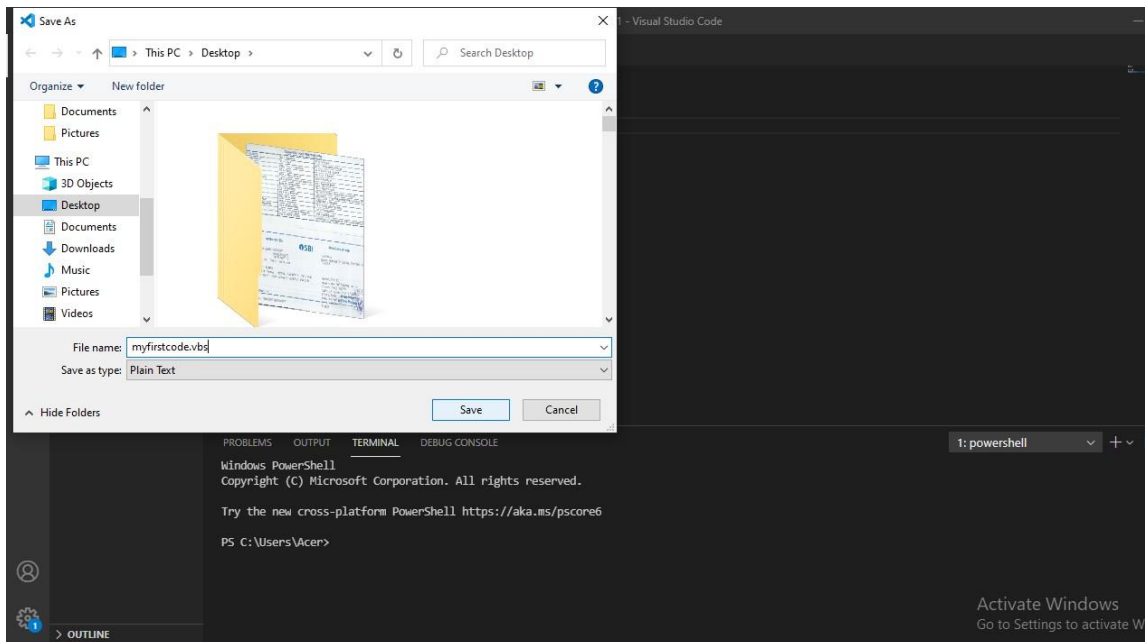 Save As
1 - Visual Studio Code
This PC > Desktop >
Search Desktop
Organize
New folder
Documents
Pictures
This PC
3D Objects
Desktop
Documents
Downloads
Music
Pictures
Videos
SBI
File name: myfirstcode.vbs
Save as type: Plain Text
Hide Folders
Save
Cancel
PROBLEMS OUTPUT TERMINAL DEBUG CONSOLE
1: powershell
Windows PowerShell
Copyright (C) Microsoft Corporation. All rights reserved.
Try the new cross-platform PowerShell https://aka.ms/pscore6
PS C:\Users\Acer>
Activate Windows
Go to Settings to activate W
1
> OUTLINE